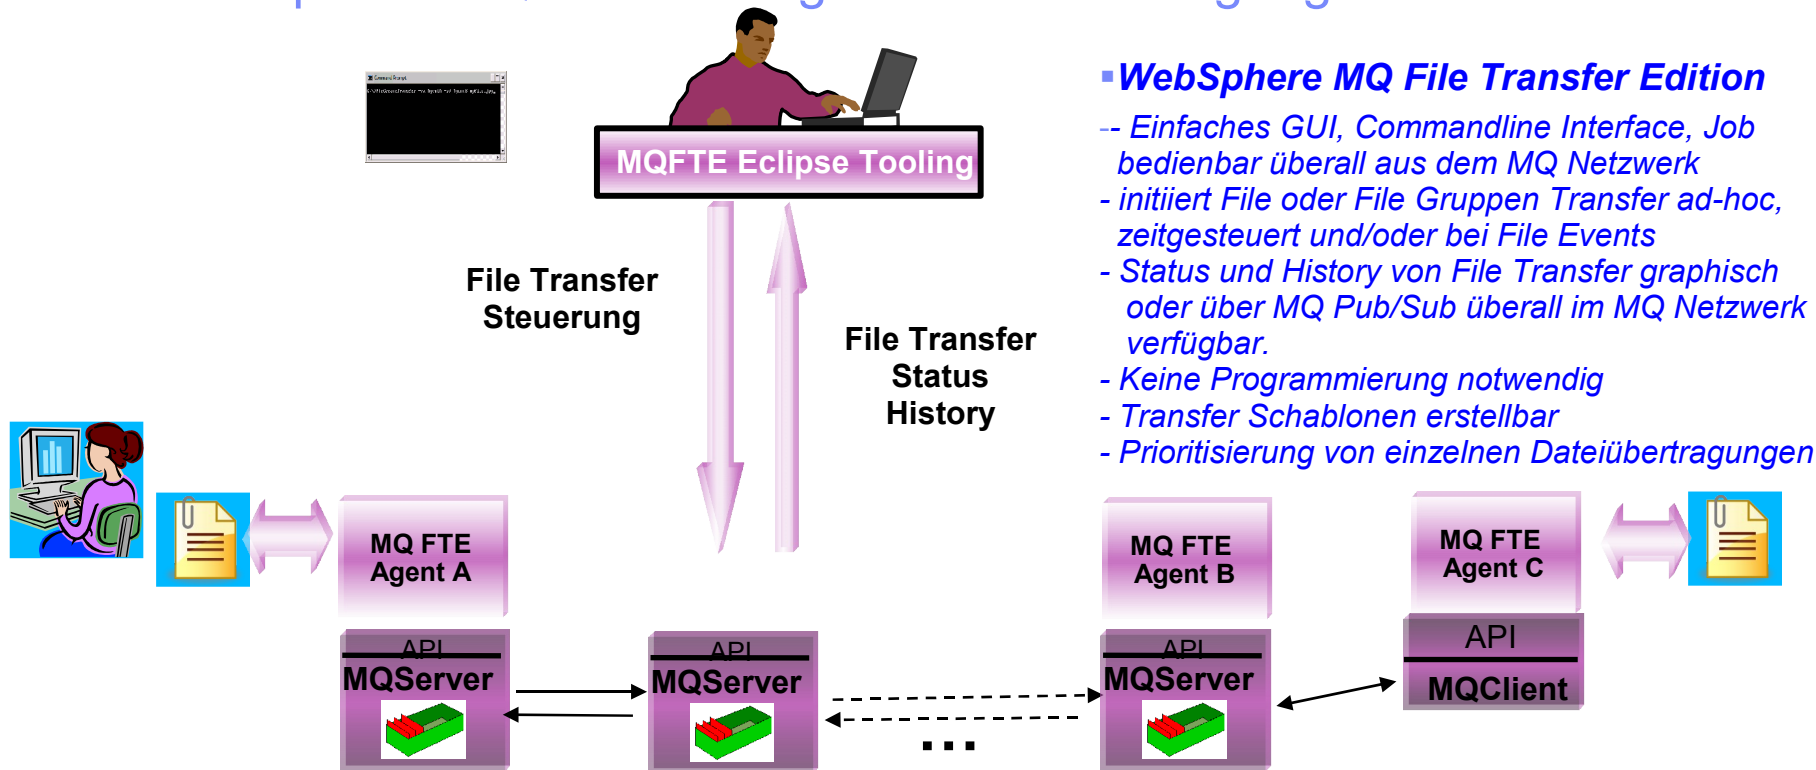 Command Prompt
WebSphere MQ File Transfer Edition
-- Einfaches GUI, Commandline Interface, Job
bedienbar überall aus dem MQ Netzwerk
- initiiert File oder File Gruppen Transfer ad-hoc,
zeitgesteuert und/oder bei File Events
- Status und History von File Transfer graphisch
oder über MQ Pub/Sub überall im MQ Netzwerk
verfügbar.
- Keine Programmierung notwendig
- Transfer Schablonen erstellbar
- Prioritisierung von einzelnen Dateiübertragungen
MQFTE Eclipse Tooling
File Transfer
Steuerung
File Transfer
Status
History
MQ FTE
Agent A
MQ FTE
Agent B
MQ FTE
Agent C
API
MQServer
API
MQServer
...
API
MQServer
API
MQClient